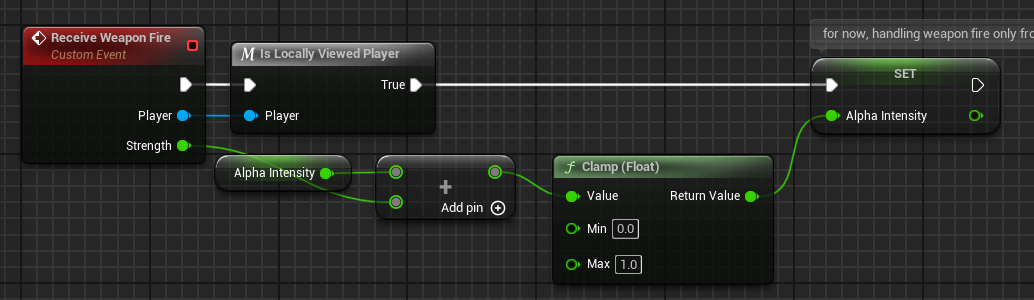 Receive Weapon Fire
Custom Event
Player
Strength
Is Locally Viewed Player
True
Player
Alpha Intensity
Add pin
Clamp (Float)
Value
Return Value
Min 0.0
Max 1.0
for now, handling weapon fire only fro
SET
Alpha Intensity